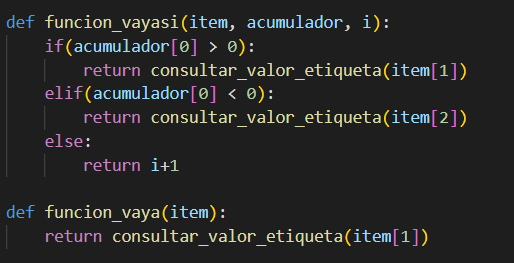 def funcion_vayasi(item, acumulador, i):
    if(acumulador[0] > 0):
        return consultar_valor_etiqueta(item[1])
    elif(acumulador[0] < 0):
        return consultar_valor_etiqueta(item[2])
    else:
        return i+1

def funcion_vaya(item):
    return consultar_valor_etiqueta(item[1])